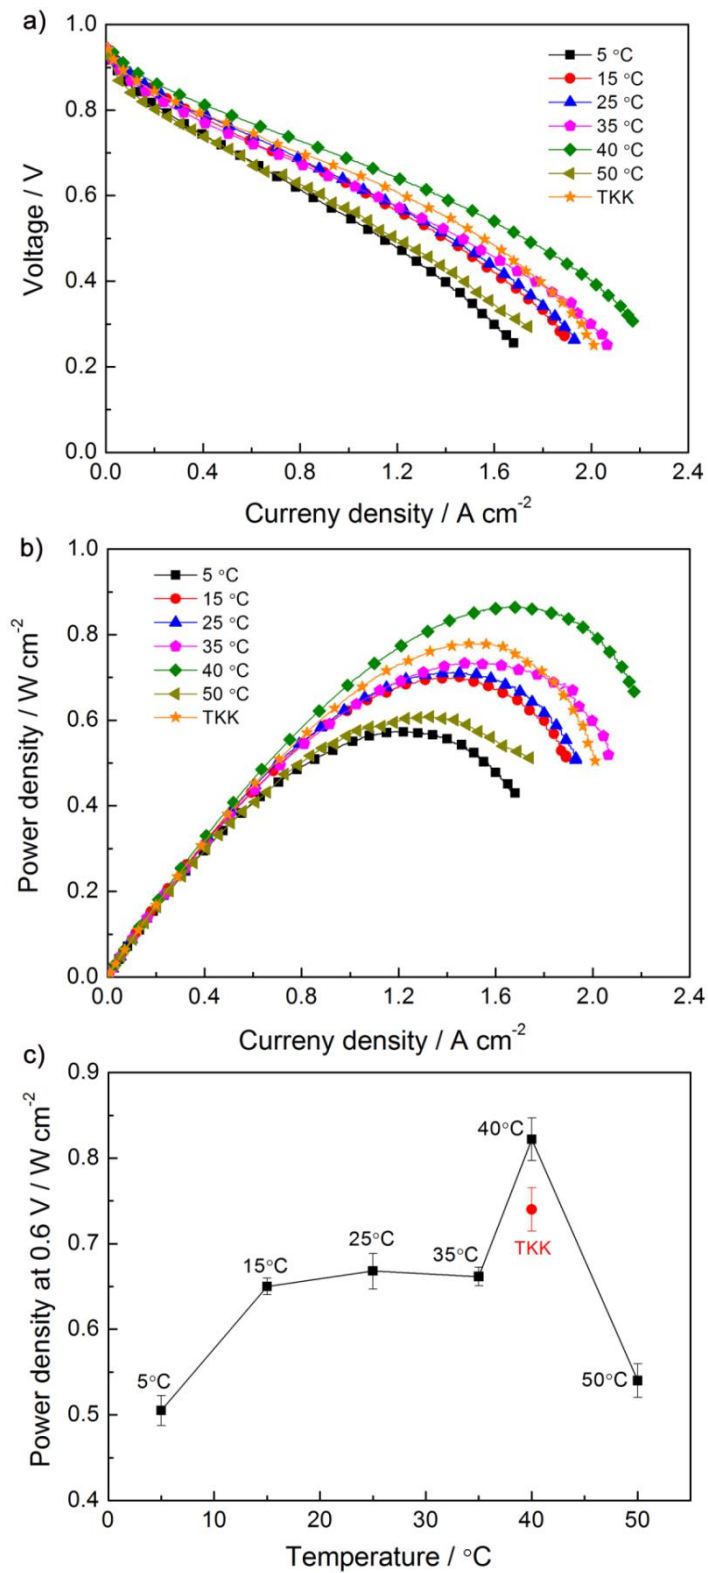 a)
1.0
0.8
0.6
0.4
0.2
0.0
Voltage / V
5 °C
15 °C
25 °C
35 °C
40 °C
50 °C
TKK
0.0 0.4 0.8 1.2 1.6 2.0 2.4
Curreny density / A cm-2
b)
1.0
0.8
0.6
0.4
0.2
0.0
Power density / W cm-2
5 °C
15 °C
25 °C
35 °C
40 °C
50 °C
TKK
0.0 0.4 0.8 1.2 1.6 2.0 2.4
Curreny density / A cm-2
c)
0.9
0.8
0.7
0.6
0.5
0.4
Power density at 0.6 V / W cm-2
5°C
15°C
25°C
35°C
40°C
TKK
50°C
0 10 20 30 40 50
Temperature / °C